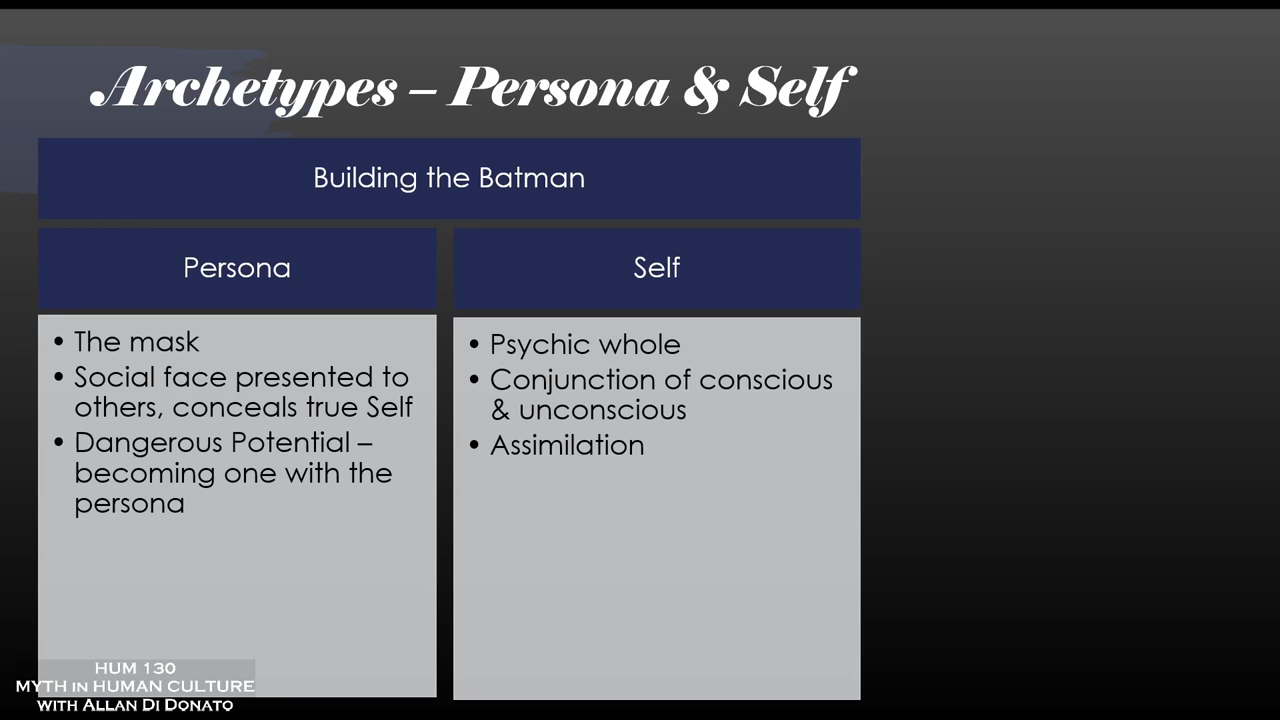 Archetypes – Persona & Self
Building the Batman
Persona
• The mask
• Social face presented to
others, conceals true Self
• Dangerous Potential –
becoming one with the
persona
Self
• Psychic whole
• Conjunction of conscious
& unconscious
• Assimilation
HUM 130
MYTH IN HUMAN CULTURE
WITH ALLAN DI DONATO